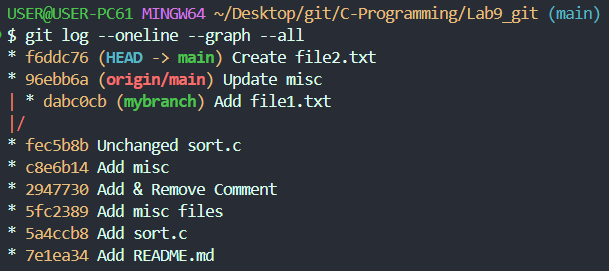 USER@USER-PC61 MINGW64 ~/Desktop/git/C-Programming/Lab9_git (main)
$ git log --oneline --graph --all
* f6ddc76 (HEAD -> main) Create file2.txt
* 96ebb6a (origin/main) Update misc
| * dabc0cb (mybranch) Add file1.txt
|/
* fec5b8b Unchanged sort.c
* c8e6b14 Add misc
* 2947730 Add & Remove Comment
* 5fc2389 Add misc files
* 5a4ccb8 Add sort.c
* 7e1ea34 Add README.md